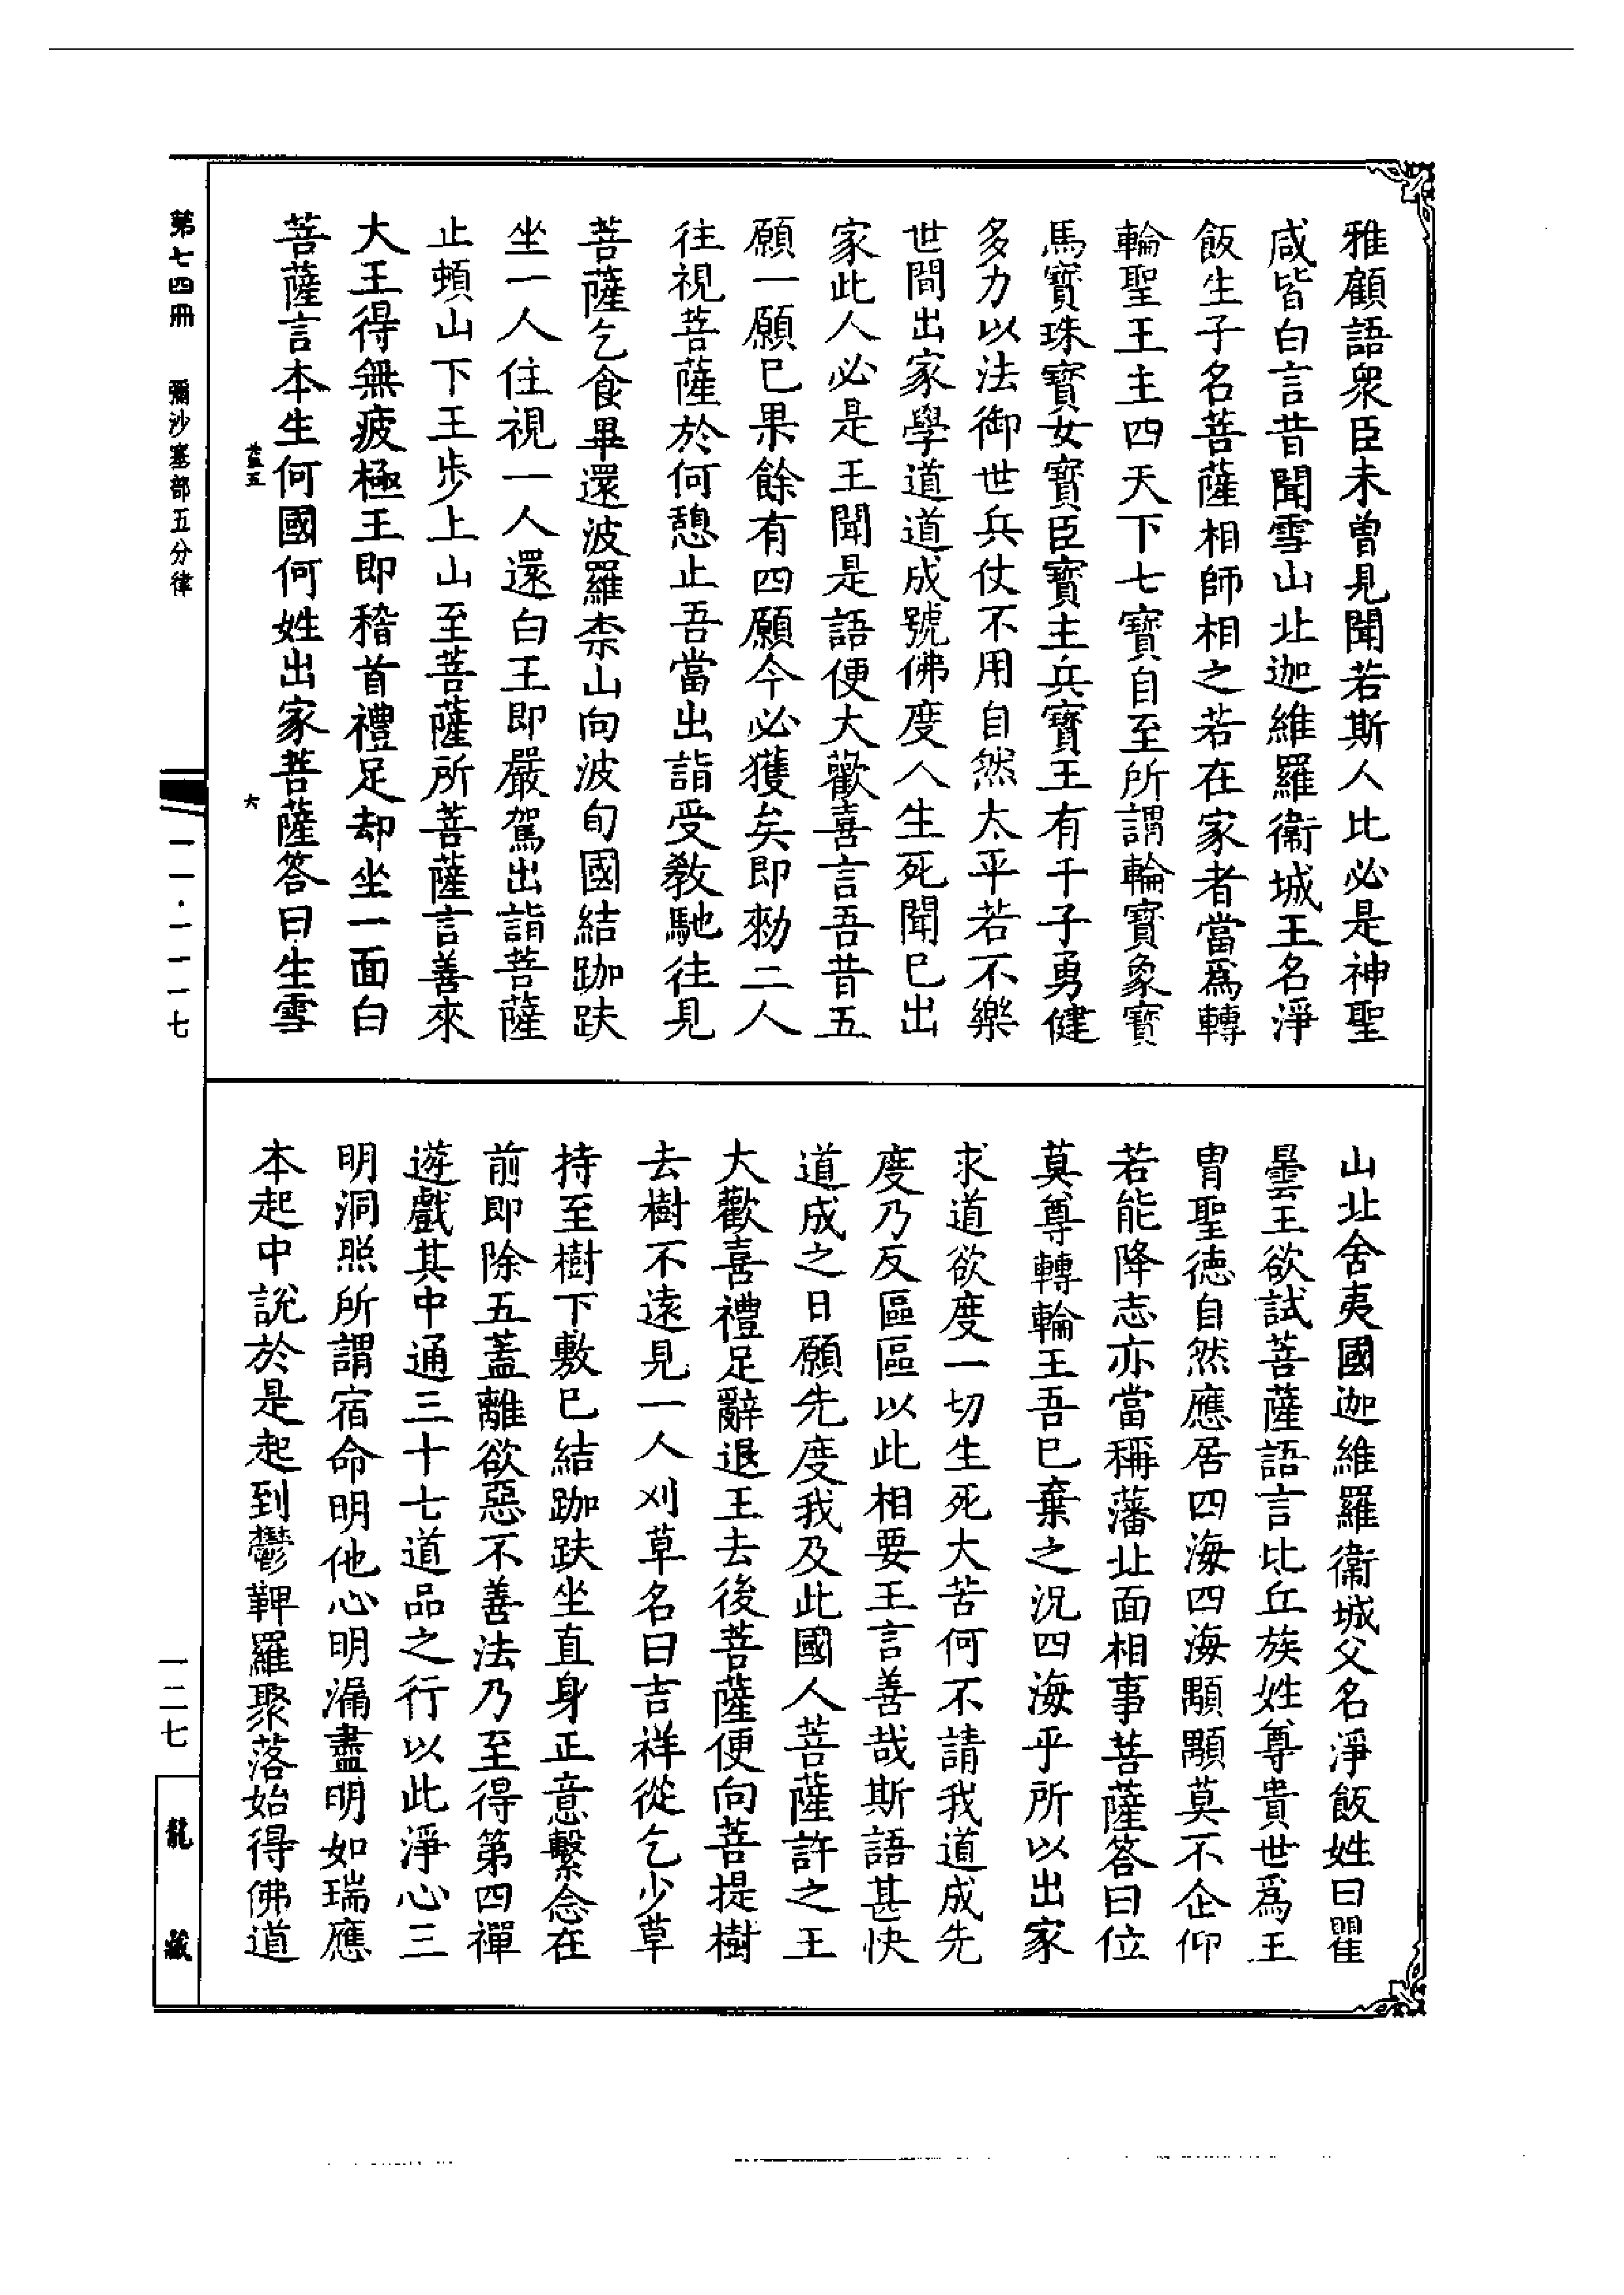 雅顧語衆臣未曾見聞若斯人比必是神聖
咸皆白言昔聞雪山北迦維羅衞城王名淨
飯生子名菩薩相師相之若在家者當爲轉
輪聖王主四天下七寶自至所謂輪寶象寶
馬寶珠寶女寶臣寶主兵寶王有千子勇健
多力以法御世兵仗不用自然太平若不樂
世間出家學道道成號佛度人生死聞已出
家此人必是王聞是語便大歡喜言吾昔五
願一願已果餘有四願今必獲矣即勑二人
往視菩薩於何憩止吾當出詣受教馳往見
菩薩乞食畢還波羅柰山向波旬國結跏趺
坐一人住視一人還白王即嚴駕出詣菩薩
止頓山下王步上山至菩薩所菩薩言善來
大王得無疲極王即稽首禮足却坐一面白
菩薩言本生何國何姓出家菩薩答曰生雪
山北舍夷國迦維羅衞城父名淨飯姓曰瞿
曇王欲試菩薩語言比丘族姓尊貴世爲王
胄聖德自然應居四海四海顒顒莫不企仰
若能降志亦當稱藩北面相事菩薩答曰位
莫尊轉輪王吾已棄之況四海乎所以出家
求道欲度一切生死大苦何不請我道成先
度乃反區區以此相要王言善哉斯語甚快
道成之日願先度我及此國人菩薩許之王
大歡喜禮足辭退王去後菩薩便向菩提樹
去樹不遠見一人刈草名曰吉祥從乞少草
持至樹下敷已結跏趺坐直身正意繫念在
前即除五蓋離欲惡不善法乃至得第四禪
遊戲其中通三十七道品之行以此淨心三
明洞照所謂宿命明他心明漏盡明如瑞應
本起中說於是起到鬱鞞羅聚落始得佛道
六
第七四冊 彌沙塞部五分律
一一·一一一七
一二七
龍藏